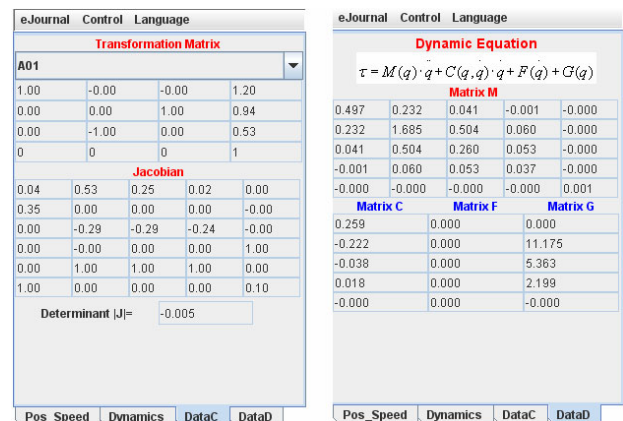 eJournal Control Language
Transformation Matrix
A01
1.00 -0.00 -0.00 1.20
0.00 0.00 1.00 0.94
0.00 -1.00 0.00 0.53
0 0 0 1
Jacobian
0.04 0.53 0.25 0.02 0.00
0.35 0.00 0.00 0.00 -0.00
0.00 -0.29 -0.29 -0.24 -0.00
0.00 -0.00 0.00 0.00 1.00
0.00 1.00 1.00 1.00 0.00
1.00 0.00 0.00 0.00 0.10
Determinant |J|= -0.005
Pos_Speed Dynamics DataC DataD
eJournal Control Language
Dynamic Equation
τ = M(q)·q + C(q,q)·q + F(q) + G(q)
Matrix M
0.497 0.232 0.041 -0.001 -0.000
0.232 1.685 0.504 0.060 -0.000
0.041 0.504 0.260 0.053 -0.000
-0.001 0.060 0.053 0.037 -0.000
-0.000 -0.000 -0.000 -0.000 0.001
Matrix C Matrix F Matrix G
0.259 0.000 0.000
-0.222 0.000 11.175
-0.038 0.000 5.363
0.018 0.000 2.199
-0.000 0.000 -0.000
Pos_Speed Dynamics DataC DataD